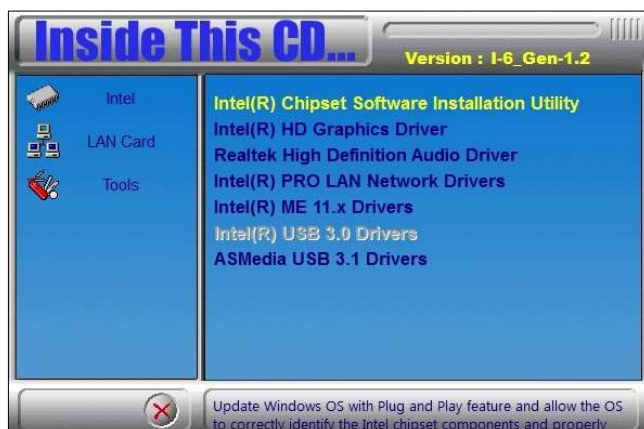 Inside This CD...
Version : I-6_Gen-1.2
Intel
LAN Card
Tools
Intel(R) Chipset Software Installation Utility
Intel(R) HD Graphics Driver
Realtek High Definition Audio Driver
Intel(R) PRO LAN Network Drivers
Intel(R) ME 11.x Drivers
Intel(R) USB 3.0 Drivers
ASMedia USB 3.1 Drivers
Update Windows OS with Plug and Play feature and allow the OS
to correctly identify the Intel chipset components and properly